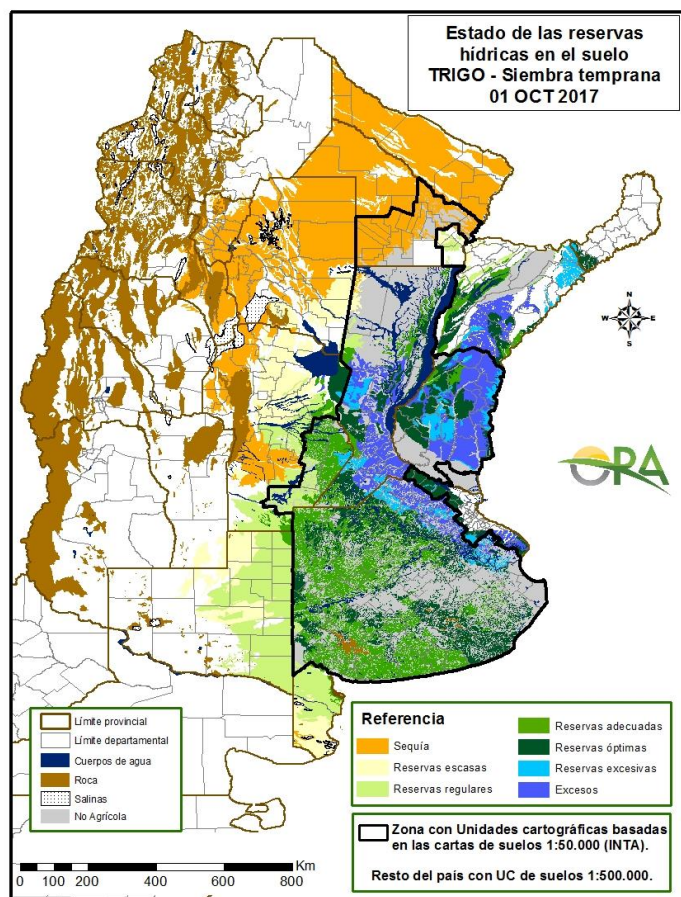 Estado de las reservas
hídricas en el suelo
TRIGO - Siembra temprana
01 OCT 2017
N
W E
S
ORA
Límite provincial
Límite departamental
Cuerpos de agua
Roca
Salinas
No Agrícola
Referencia
Sequía
Reservas escasas
Reservas regulares
Reservas adecuadas
Reservas óptimas
Reservas excesivas
Excesos
Zona con Unidades cartográficas basadas
en las cartas de suelos 1:50.000 (INTA).
Resto del país con UC de suelos 1:500.000.
Km
0 50 100 200 400 600 800